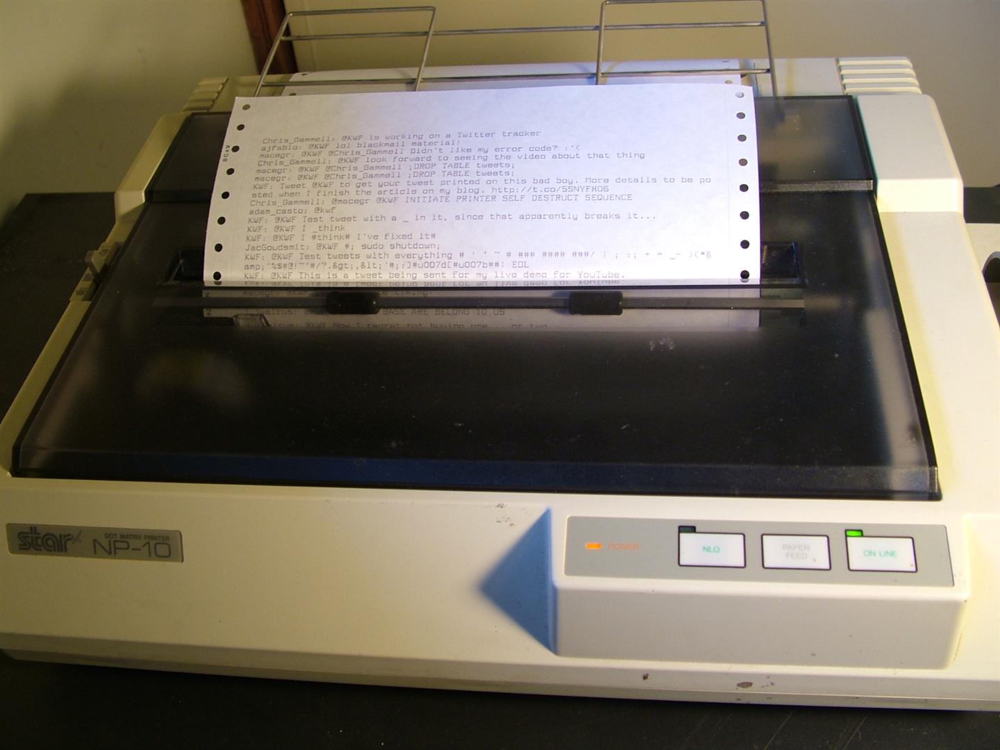 Chris_Gammell: @KWF is working on a Twitter tracker
ajfabio: @KWF lol blackmail material!
macegr: @KWF @Chris_Gammell Didn't like my error code? :'(
Chris_Gammell: @KWF look forward to seeing the video about that thing
macegr: @KWF @Chris_Gammell ;DROP TABLE tweets;
macegr: @KWF @Chris_Gammell ;DROP TABLE tweets;
KWF: Tweet @KWF to get your tweet printed on this bad boy. More details to be po
sted when I finish the article on my blog. http://t.co/5SNYFHO6
Chris_Gammell: @macegr @KWF INITIATE PRINTER SELF DESTRUCT SEQUENCE
adam_casto: @kwf
KWF: @KWF Test tweet with a _ in it, since that apparently breaks it...
KWF: @KWF I _think
KWF: @KWF I #think# I've fixed it#
JacGoudsmit: @KWF #; sudo shutdown;
KWF: @KWF Test tweets with everything # ' ' ~ # ### #### ###/ ! ; :; + = _- )(*&
amp;^%$#@!~'#/?.&gt;,&lt;'#;:]#u007d[#u007b##| EOL
KWF: @KWF This is a tweet being sent for my live demo for YouTube.
timing!
BASE ARE BELONG TO US
@KWF Now I regret not buying one ... or two
star DOT MATRIX PRINTER
NP-10
POWER
NLQ
PAPER
FEED
ON LINE